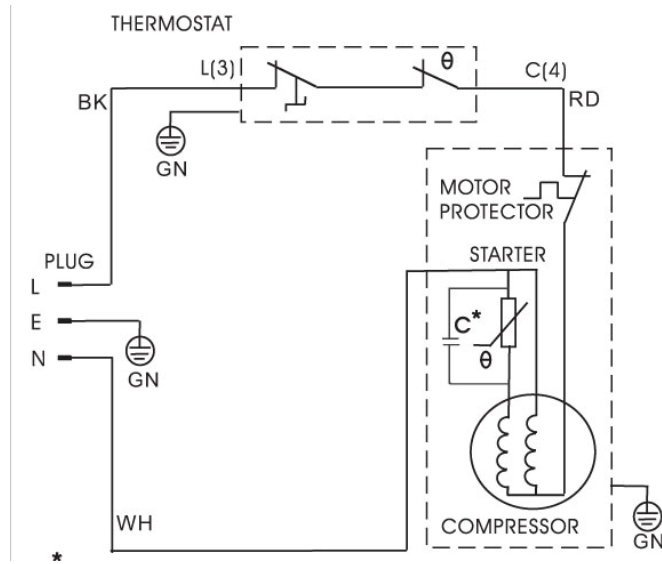 THERMOSTAT
L(3)
θ
C(4)
BK
RD
GN
MOTOR
PROTECTOR
PLUG
STARTER
L
E
C*
N
GN
θ
WH
COMPRESSOR
GN
*